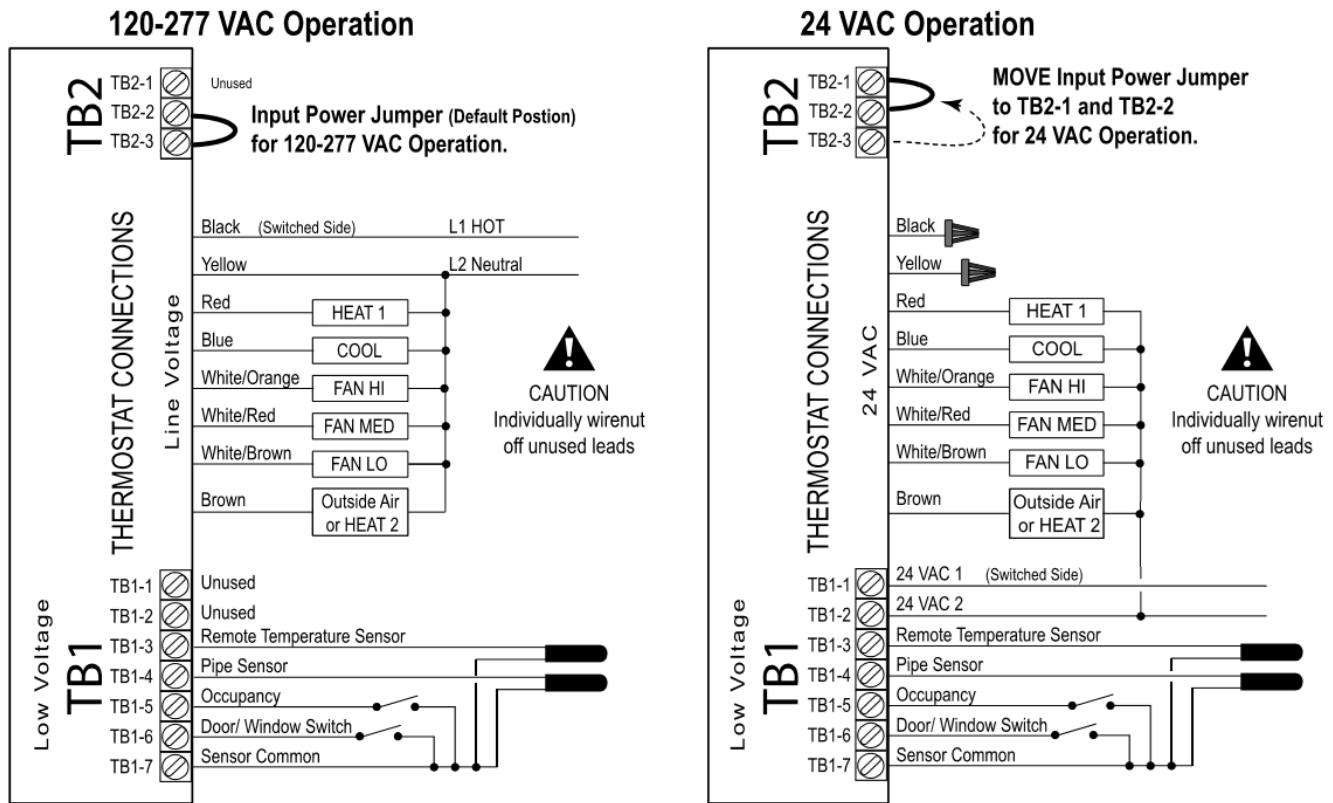 120-277 VAC Operation
TB2
TB2-1
Unused
TB2-2
TB2-3
Input Power Jumper (Default Postion)
for 120-277 VAC Operation.
THERMOSTAT CONNECTIONS
Line Voltage
Black (Switched Side) L1 HOT
Yellow L2 Neutral
Red HEAT 1
Blue COOL
White/Orange FAN HI
White/Red FAN MED
White/Brown FAN LO
Brown Outside Air
or HEAT 2
CAUTION
Individually wirenut
off unused leads
Low Voltage
TB1
TB1-1 Unused
TB1-2 Unused
TB1-3 Remote Temperature Sensor
TB1-4 Pipe Sensor
TB1-5 Occupancy
TB1-6 Door/ Window Switch
TB1-7 Sensor Common
24 VAC Operation
TB2
TB2-1
TB2-2
TB2-3
MOVE Input Power Jumper
to TB2-1 and TB2-2
for 24 VAC Operation.
THERMOSTAT CONNECTIONS
24 VAC
Black
Yellow
Red HEAT 1
Blue COOL
White/Orange FAN HI
White/Red FAN MED
White/Brown FAN LO
Brown Outside Air
or HEAT 2
CAUTION
Individually wirenut
off unused leads
Low Voltage
TB1
TB1-1 24 VAC 1 (Switched Side)
TB1-2 24 VAC 2
TB1-3 Remote Temperature Sensor
TB1-4 Pipe Sensor
TB1-5 Occupancy
TB1-6 Door/ Window Switch
TB1-7 Sensor Common